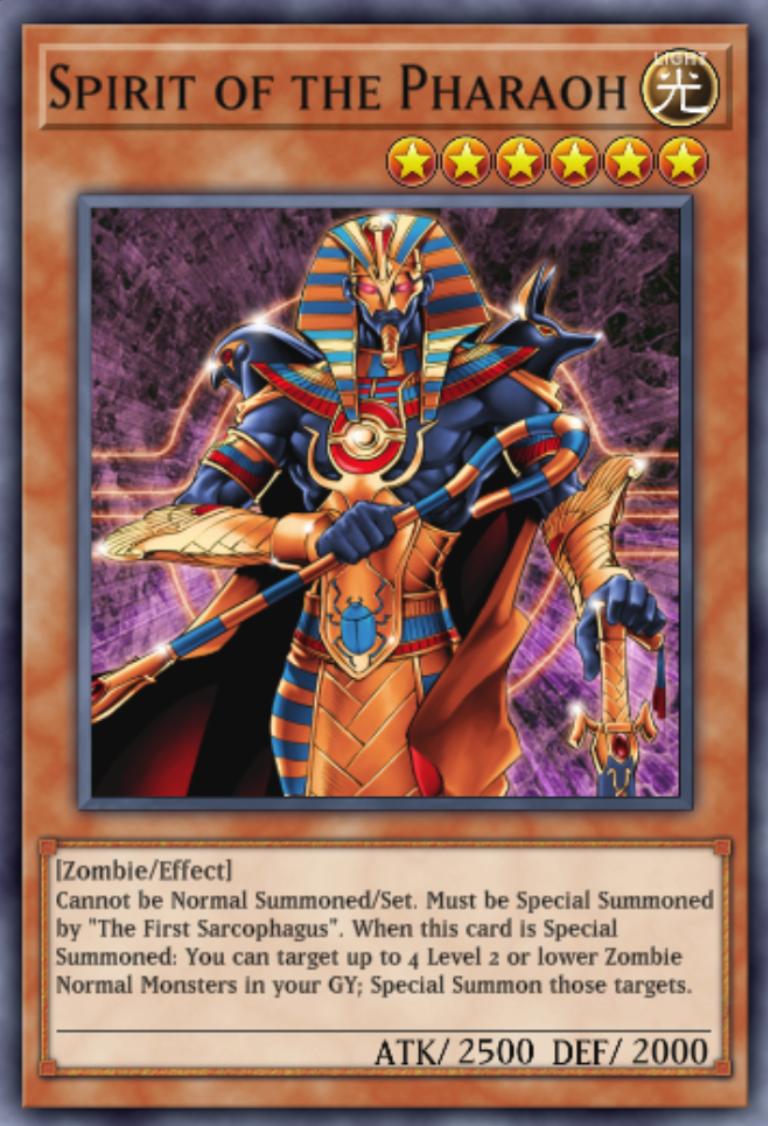 SPIRIT OF THE PHARAOH
LIGHT
光
[Zombie/Effect]
Cannot be Normal Summoned/Set. Must be Special Summoned
by "The First Sarcophagus". When this card is Special
Summoned: You can target up to 4 Level 2 or lower Zombie
Normal Monsters in your GY; Special Summon those targets.
ATK/ 2500 DEF/ 2000